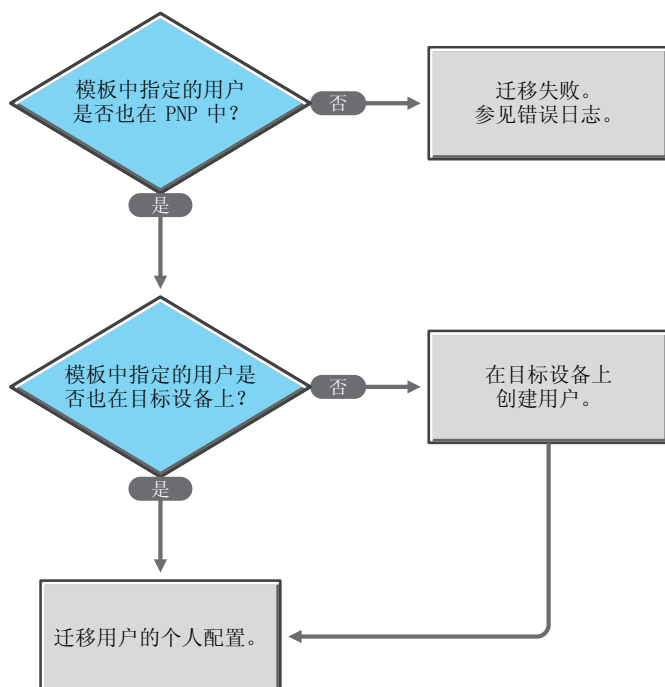 模板中指定的用户
是否也在 PNP 中？
否
迁移失败。
参见错误日志。
是
模板中指定的用户是
否也在目标设备上？
否
在目标设备上
创建用户。
是
迁移用户的个人配置。